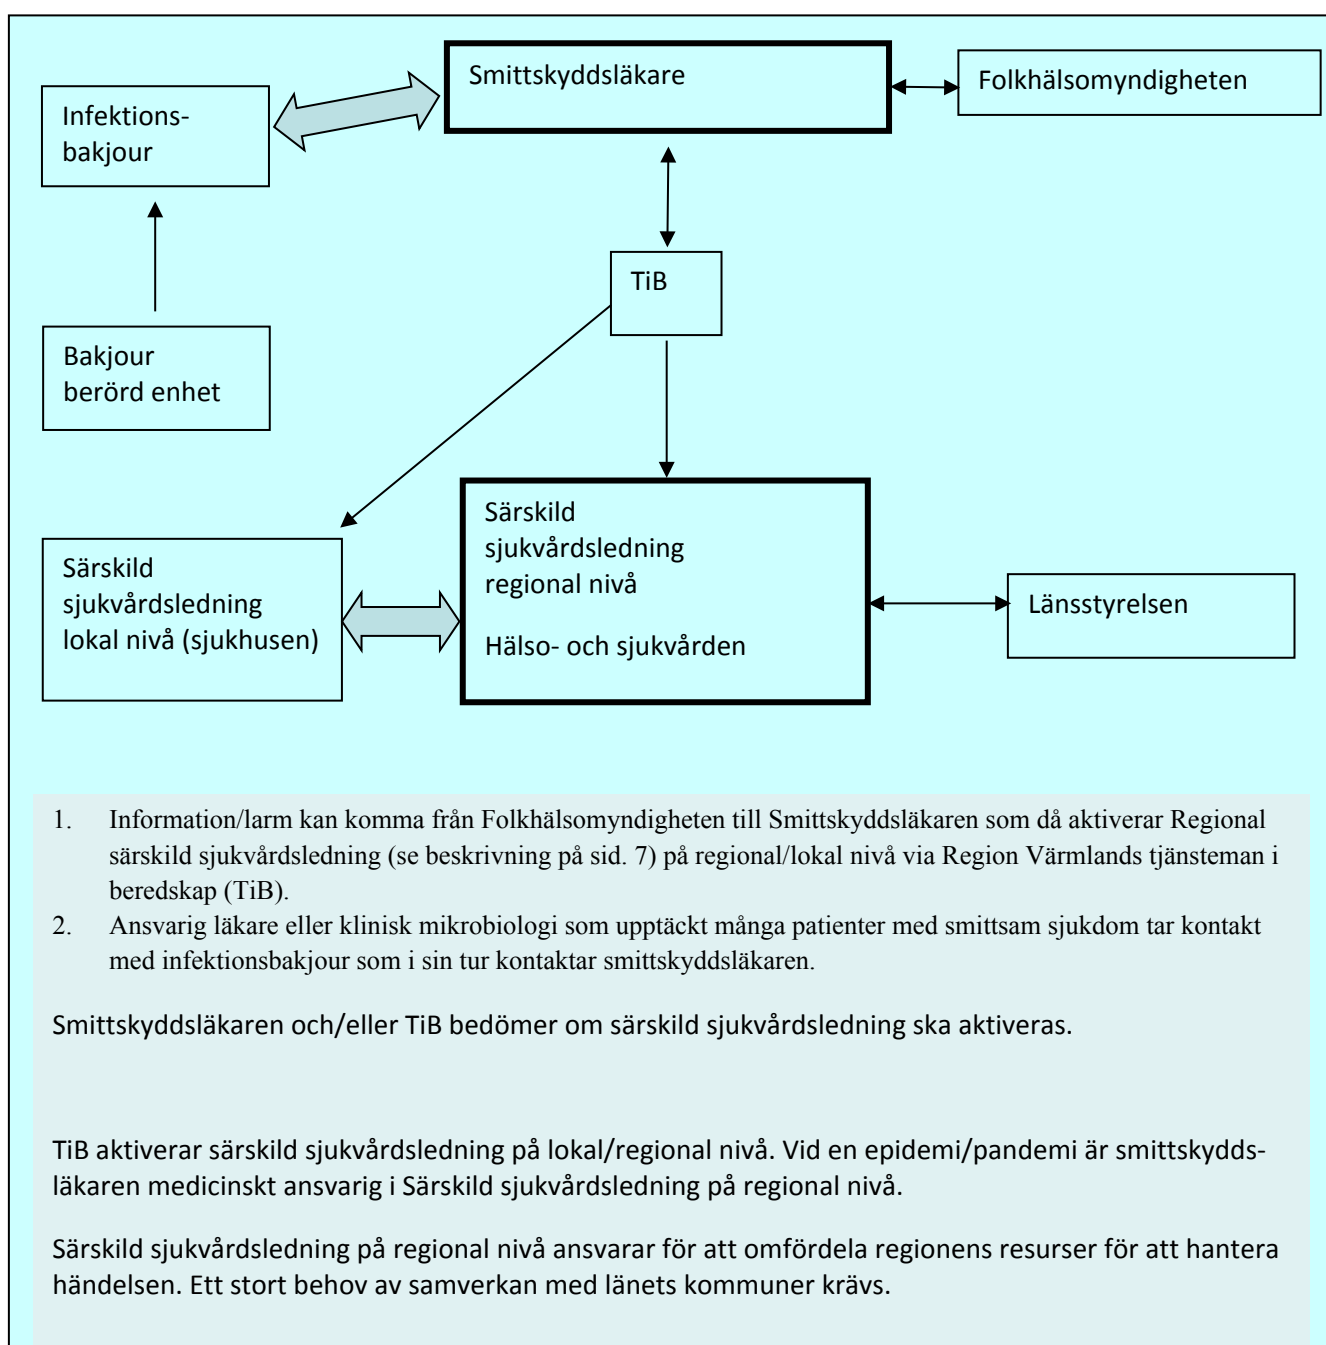 Smittskyddsläkare
Folkhälsomyndigheten
Infektions-
bakjour
TiB
Bakjour
berörd enhet
Särskild
sjukvårdsledning
regional nivå
Hälso- och sjukvården
Särskild
sjukvårdsledning
lokal nivå (sjukhusen)
Länsstyrelsen
1. Information/larm kan komma från Folkhälsomyndigheten till Smittskyddsläkaren som då aktiverar Regional
särskild sjukvårdsledning (se beskrivning på sid. 7) på regional/lokal nivå via Region Värmlands tjänsteman i
beredskap (TiB).
2. Ansvarig läkare eller klinisk mikrobiologi som upptäckt många patienter med smittsam sjukdom tar kontakt
med infektionsbakjour som i sin tur kontaktar smittskyddsläkaren.
Smittskyddsläkaren och/eller TiB bedömer om särskild sjukvårdsledning ska aktiveras.
TiB aktiverar särskild sjukvårdsledning på lokal/regional nivå. Vid en epidemi/pandemi är smittskydds-
läkaren medicinskt ansvarig i Särskild sjukvårdsledning på regional nivå.
Särskild sjukvårdsledning på regional nivå ansvarar för att omfördela regionens resurser för att hantera
händelsen. Ett stort behov av samverkan med länets kommuner krävs.